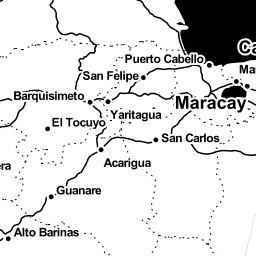 Ca
Puerto Cabello
San Felipe
Ma
Barquisimeto
Maracay
Yaritagua
El Tocuyo
San Carlos
era
Acarigua
Guanare
Alto Barinas